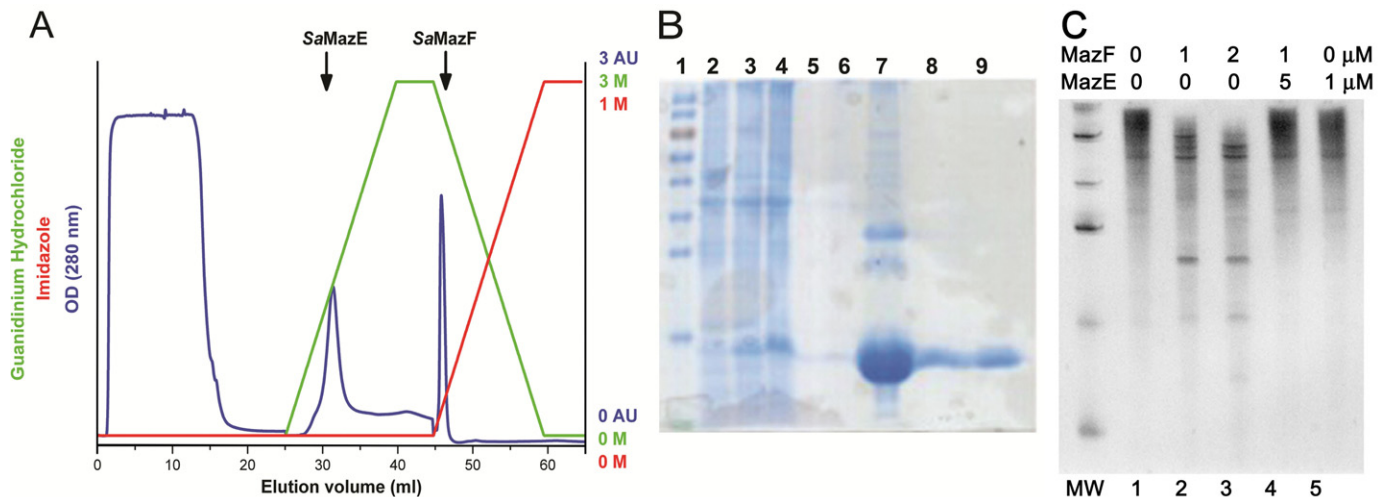 A
SaMazE
SaMazF
3 AU
3 M
1 M
Guanidinium Hydrochloride
Imidazole
OD (280 nm)
0 AU
0 M
0 M
0 10 20 30 40 50 60
Elution volume (ml)
B
1 2 3 4 5 6 7 8 9
C
MazF 0 1 2 1 0 μM
MazE 0 0 0 5 1 μM
MW 1 2 3 4 5